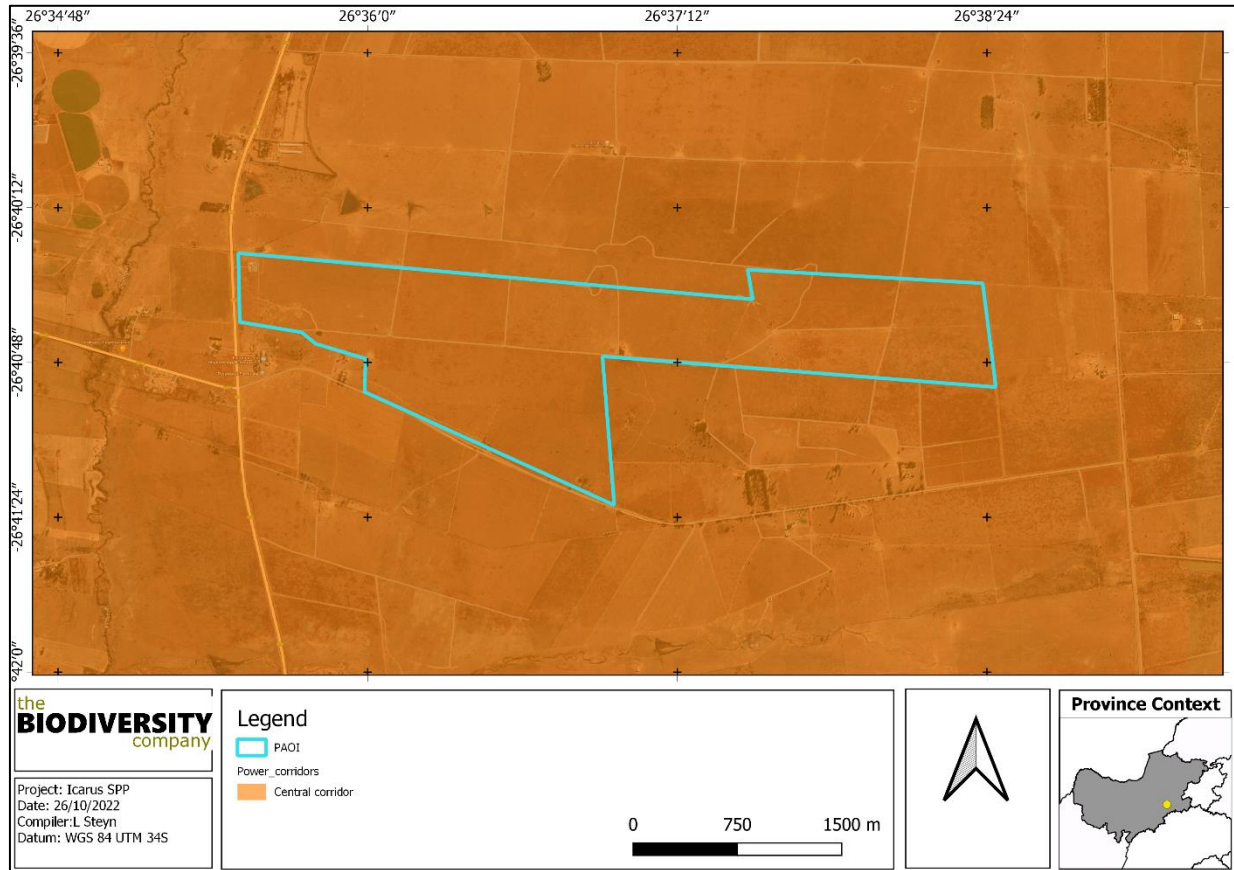 26°34'48" 26°36'0" 26°37'12" 26°38'24"
-26°39'36"
-26°40'12"
-26°40'48"
-26°41'24"
°42'0"
the
BIODIVERSITY
company
Project: Icarus SPP
Date: 26/10/2022
Compiler:L Steyn
Datum: WGS 84 UTM 34S
Legend
PAOI
Power_corridors
Central corridor
0 750 1500 m
Province Context